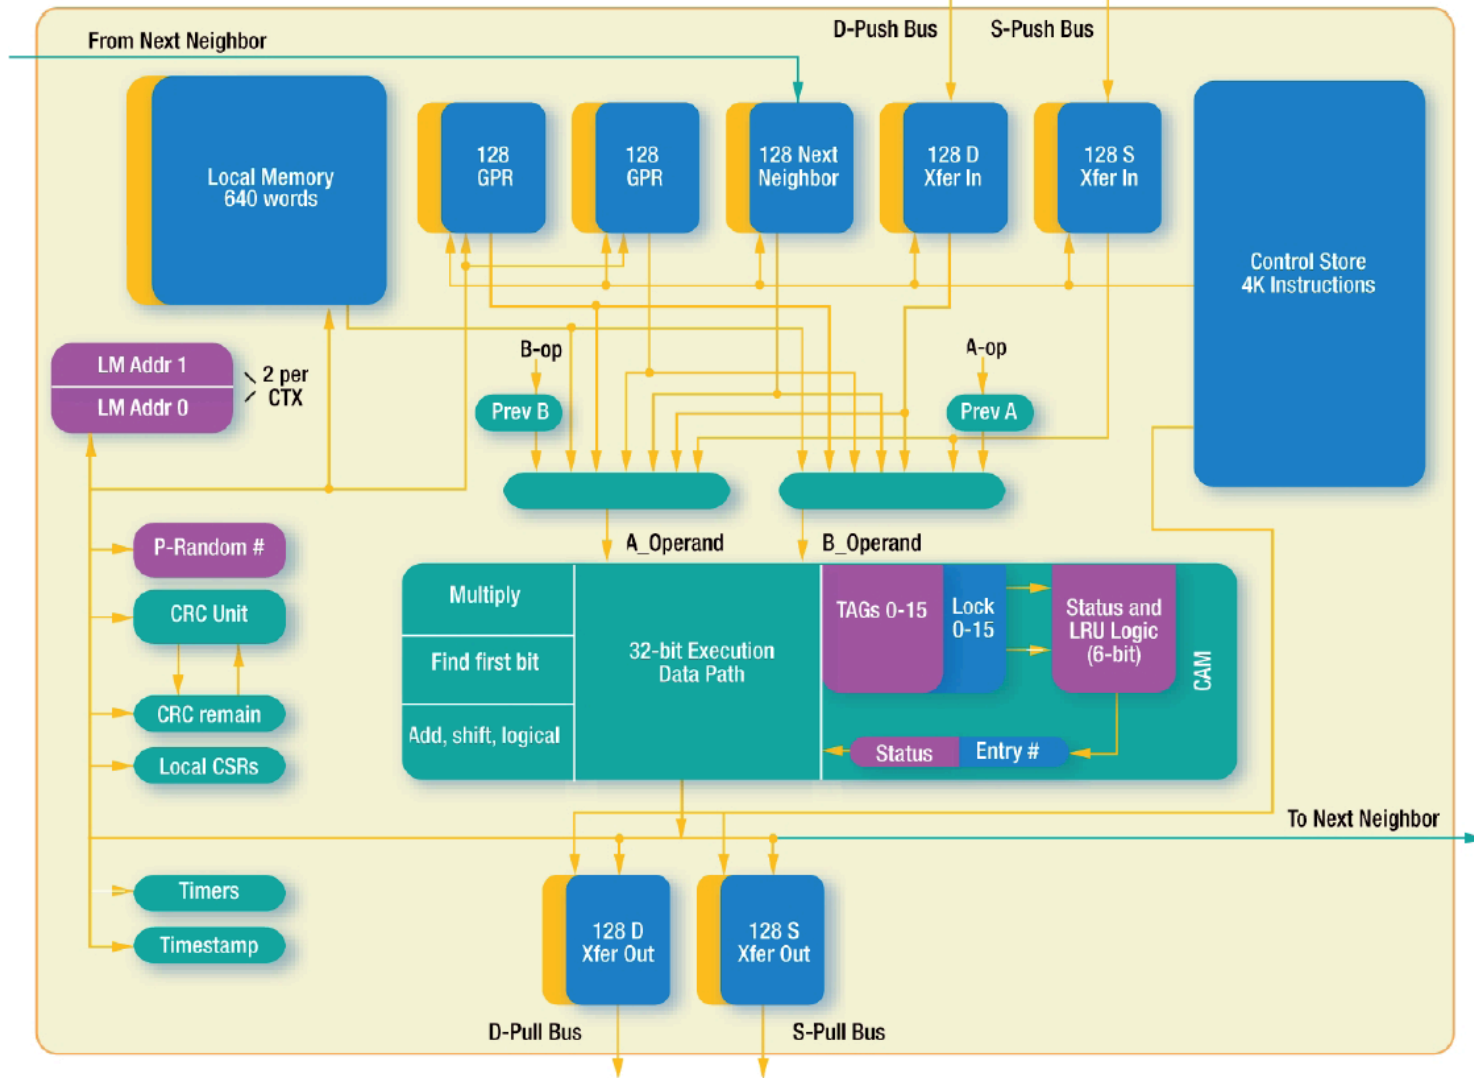 D-Push Bus
S-Push Bus
From Next Neighbor
Local Memory
640 words
128
GPR
128
GPR
128 Next
Neighbor
128 D
Xfer In
128 S
Xfer In
Control Store
4K Instructions
LM Addr 1
LM Addr 0
2 per
CTX
B-op
Prev B
A-op
Prev A
A_Operand
B_Operand
P-Random #
CRC Unit
CRC remain
Local CSRs
Timers
Timestamp
Multiply
Find first bit
Add, shift, logical
32-bit Execution
Data Path
TAGs 0-15
Lock
0-15
Status and
LRU Logic
(6-bit)
CAM
Status
Entry #
To Next Neighbor
128 D
Xfer Out
128 S
Xfer Out
D-Pull Bus
S-Pull Bus